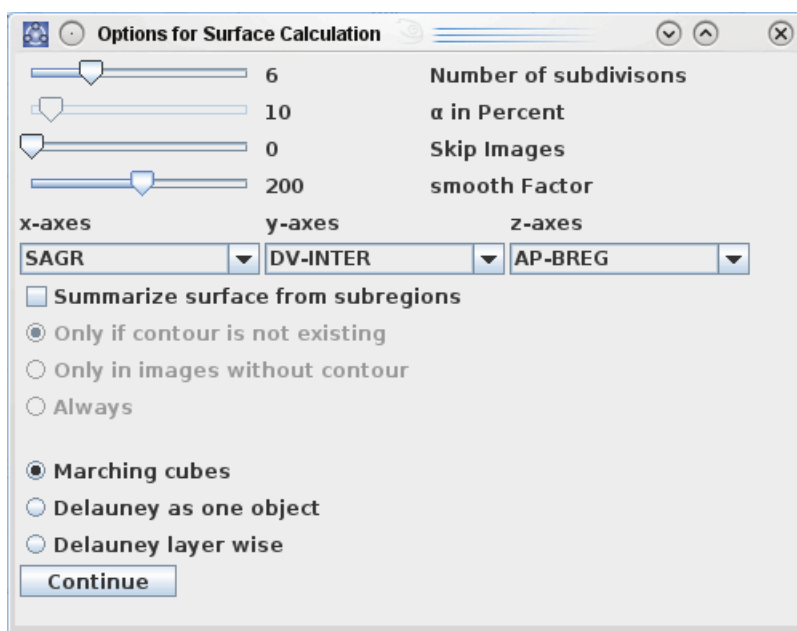 Options for Surface Calculation
6 Number of subdivisons
10 α in Percent
0 Skip Images
200 smooth Factor
x-axes y-axes z-axes
SAGR DV-INTER AP-BREG
Summarize surface from subregions
Only if contour is not existing
Only in images without contour
Always
Marching cubes
Delauney as one object
Delauney layer wise
Continue